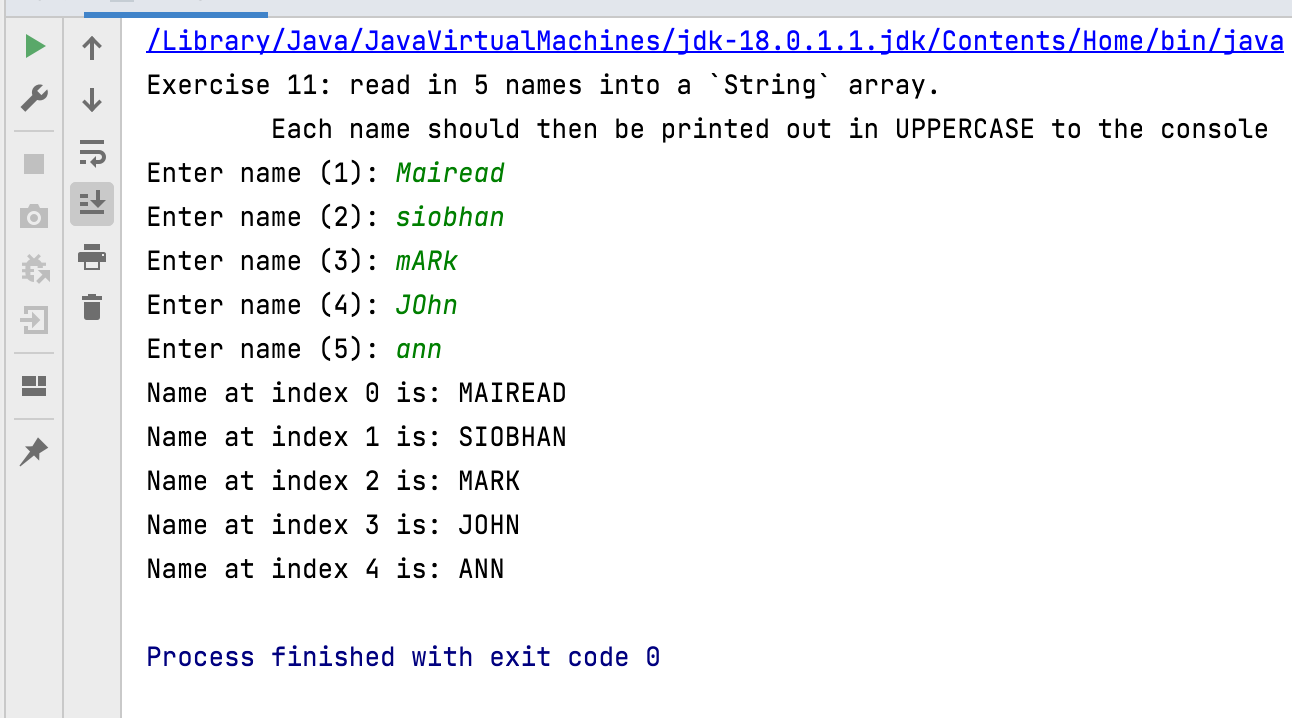 /Library/Java/JavaVirtualMachines/jdk-18.0.1.1.jdk/Contents/Home/bin/java
Exercise 11: read in 5 names into a `String` array.
Each name should then be printed out in UPPERCASE to the console
Enter name (1): Mairead
Enter name (2): siobhan
Enter name (3): mARk
Enter name (4): JOhn
Enter name (5): ann
Name at index 0 is: MAIREAD
Name at index 1 is: SIOBHAN
Name at index 2 is: MARK
Name at index 3 is: JOHN
Name at index 4 is: ANN
Process finished with exit code 0